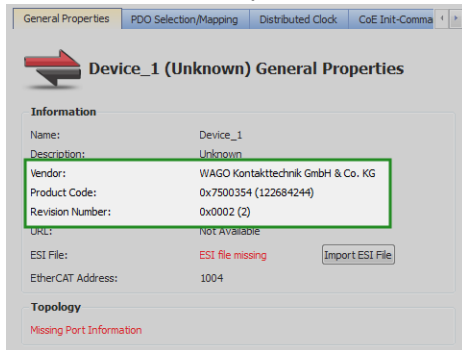 General Properties PDO Selection/Mapping Distributed Clock CoE Init-Comma
Device_1 (Unknown) General Properties
Information
Name: Device_1
Description: Unknown
Vendor: WAGO Kontakttechnik GmbH & Co. KG
Product Code: 0x7500354 (122684244)
Revision Number: 0x0002 (2)
URL: Not Available
ESI File: ESI file missing Import ESI File
EtherCAT Address: 1004
Topology
Missing Port Information